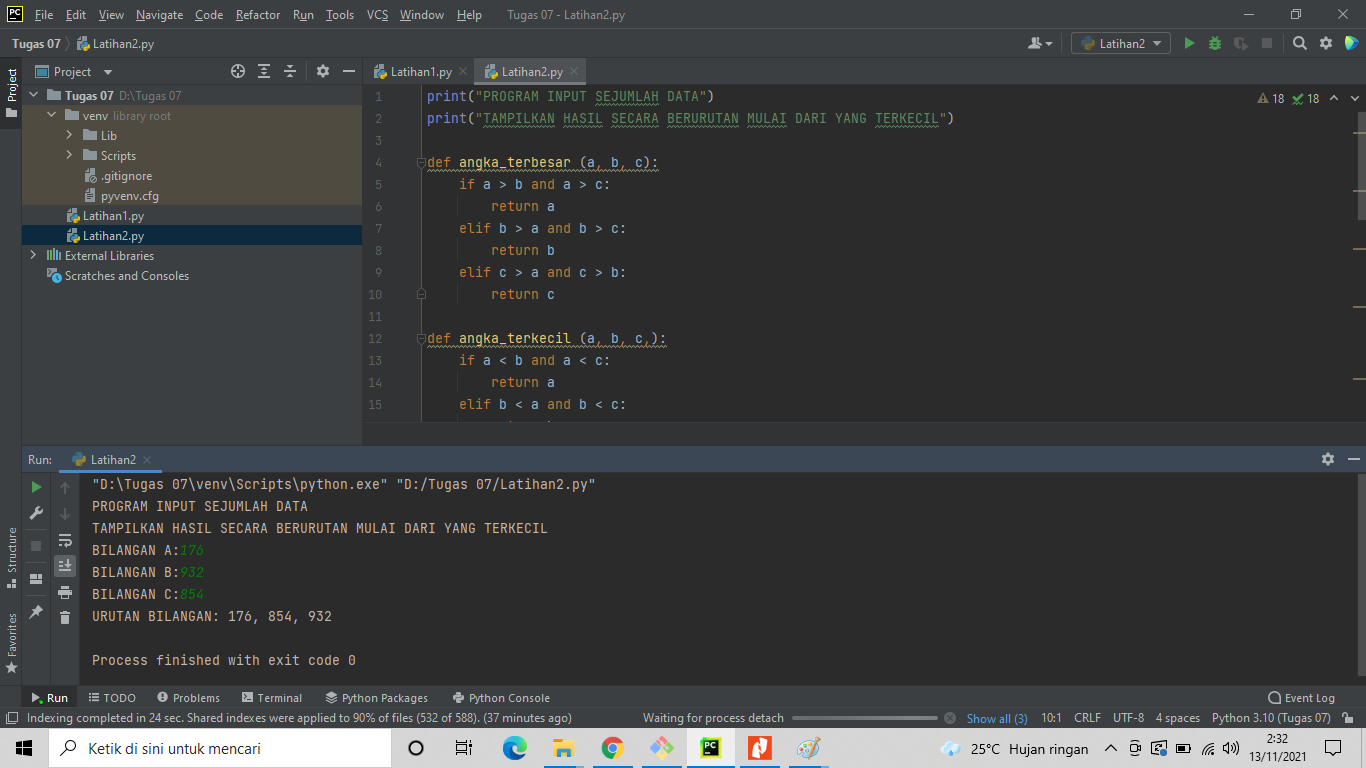 PC File Edit View Navigate Code Refactor Run Tools VCS Window Help Tugas 07 - Latihan2.py
Tugas 07 Latihan2.py Latihan2
Project
Project
Latihan1.py Latihan2.py
Tugas 07 D:\Tugas 07
venv library root
Lib
Scripts
.gitignore
pyvenv.cfg
Latihan1.py
Latihan2.py
External Libraries
Scratches and Consoles
18 18
1 print("PROGRAM INPUT SEJUMLAH DATA")
2 print("TAMPILKAN HASIL SECARA BERURUTAN MULAI DARI YANG TERKECIL")
3
4 def angka_terbesar (a, b, c):
5 if a > b and a > c:
6 return a
7 elif b > a and b > c:
8 return b
9 elif c > a and c > b:
10 return c
11
12 def angka_terkecil (a, b, c,):
13 if a < b and a < c:
14 return a
15 elif b < a and b < c:
Run: Latihan2
"D:\Tugas 07\venv\Scripts\python.exe" "D:/Tugas 07/Latihan2.py"
PROGRAM INPUT SEJUMLAH DATA
TAMPILKAN HASIL SECARA BERURUTAN MULAI DARI YANG TERKECIL
BILANGAN A:176
BILANGAN B:932
BILANGAN C:854
URUTAN BILANGAN: 176, 854, 932
Process finished with exit code 0
Structure
Favorites
Run TODO Problems Terminal Python Packages Python Console Event Log
Indexing completed in 24 sec. Shared indexes were applied to 90% of files (532 of 588). (37 minutes ago) Waiting for process detach Show all (3) 10:1 CRLF UTF-8 4 spaces Python 3.10 (Tugas 07)
Ketik di sini untuk mencari PC 25°C Hujan ringan 2:32
13/11/2021